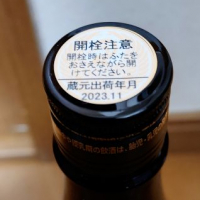 開栓注意
開栓時はふたを
おさえながら開
けてください。
蔵元出荷年月
2023.11